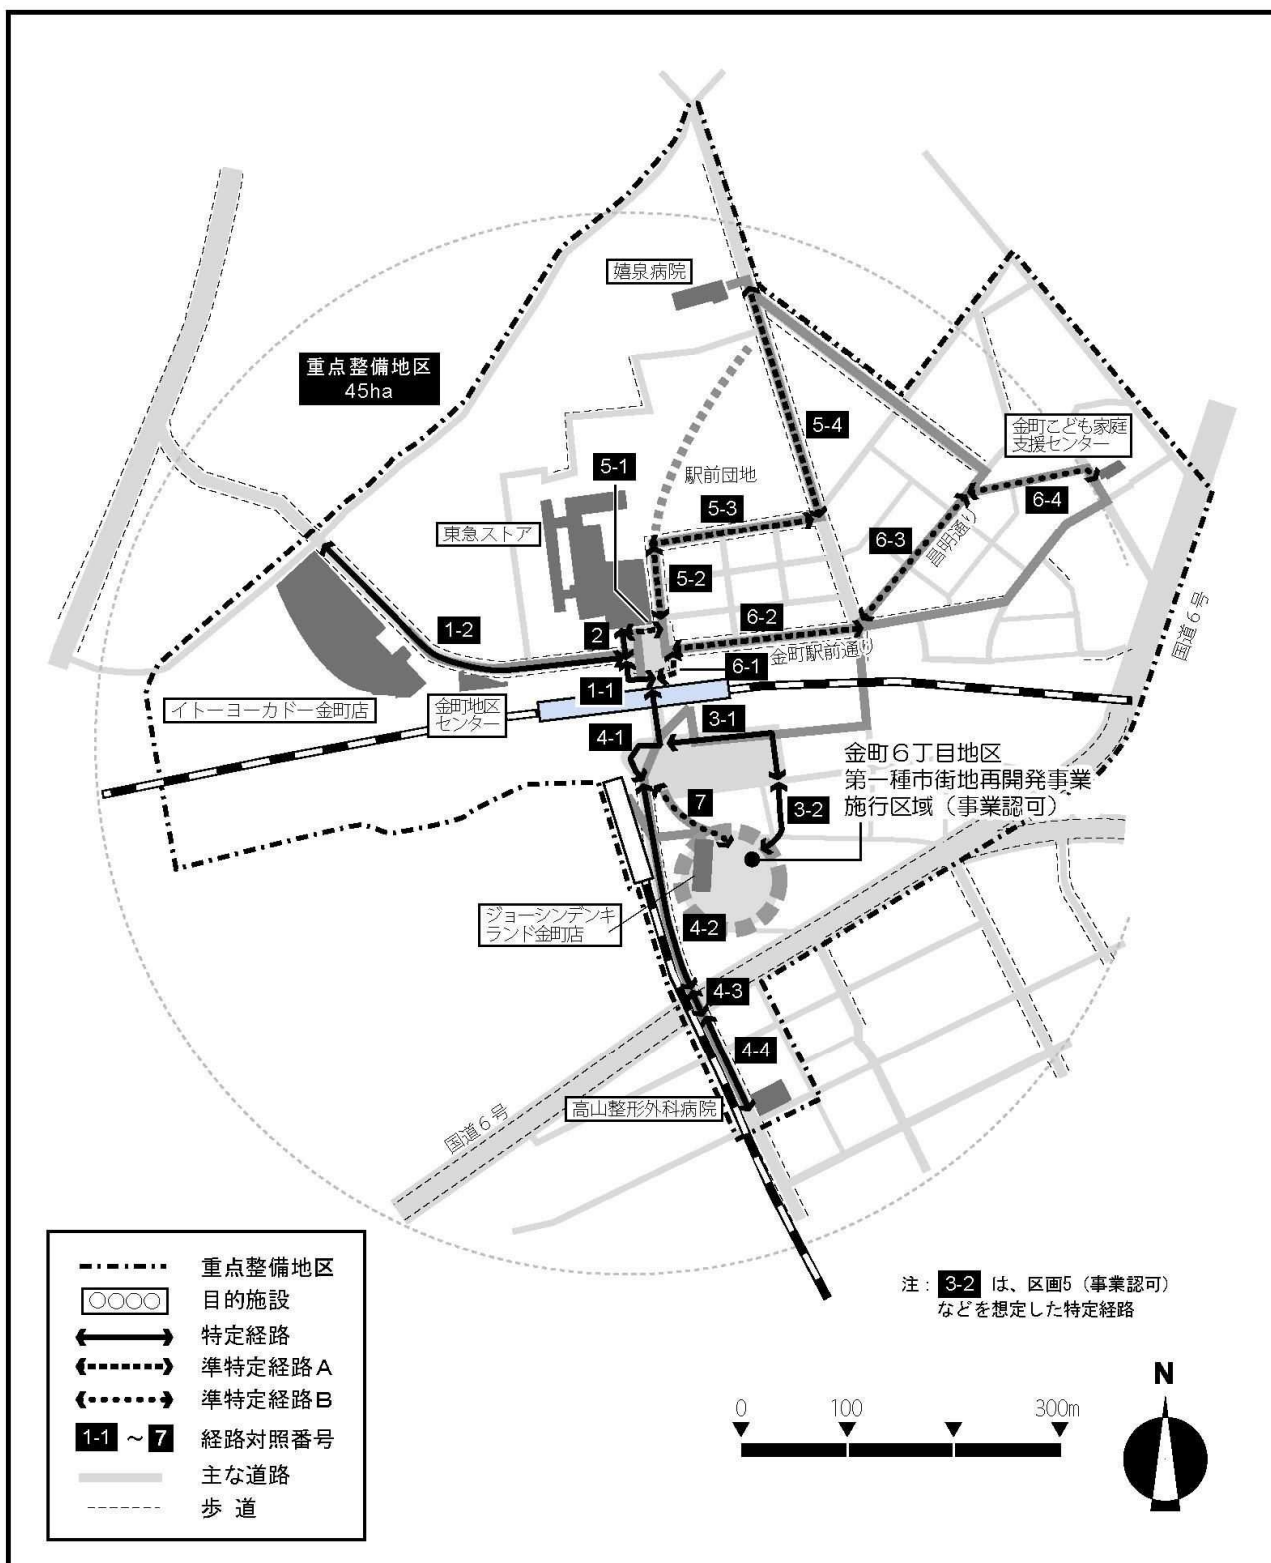 嬉泉病院
重点整備地区
45ha
金町こども家庭
支援センター
5-4
5-1
駅前団地
6-4
5-3
東急ストア
6-3
昌明通り
5-2
国道6号
1-2
2
6-2
金町駅前通り
6-1
1-1
イトーヨーカドー金町店
金町地区
センター
3-1
4-1
金町6丁目地区
第一種市街地再開発事業
施行区域（事業認可）
7
3-2
ジョーシンデンキ
ランド金町店
4-2
4-3
4-4
高山整形外科病院
国道6号
重点整備地区
○○○○ 目的施設
特定経路
準特定経路A
準特定経路B
1-1 ～ 7 経路対照番号
主な道路
歩 道
注： 3-2 は、区画5（事業認可）
などを想定した特定経路
N
0 100 300m